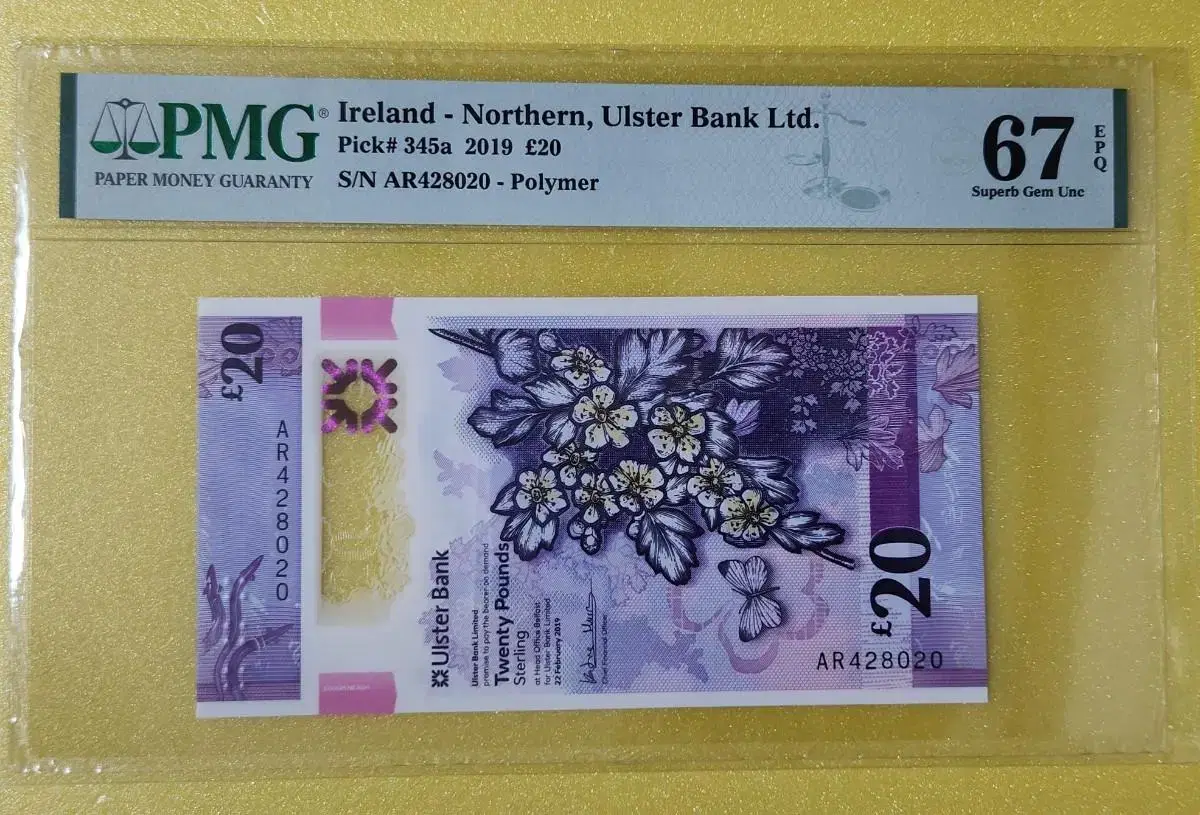 PMG®
PAPER MONEY GUARANTY
Ireland - Northern, Ulster Bank Ltd.
Pick# 345a 2019 £20
S/N AR428020 - Polymer
67
EPQ
Superb Gem Unc
£20
AR428020
Ulster Bank
Ulster Bank Limited
promise to pay the bearer on demand
Twenty Pounds
Sterling
at Head Office Belfast
for Ulster Bank Limited
22 February 2019
Chief Financial Officer
£20
AR428020